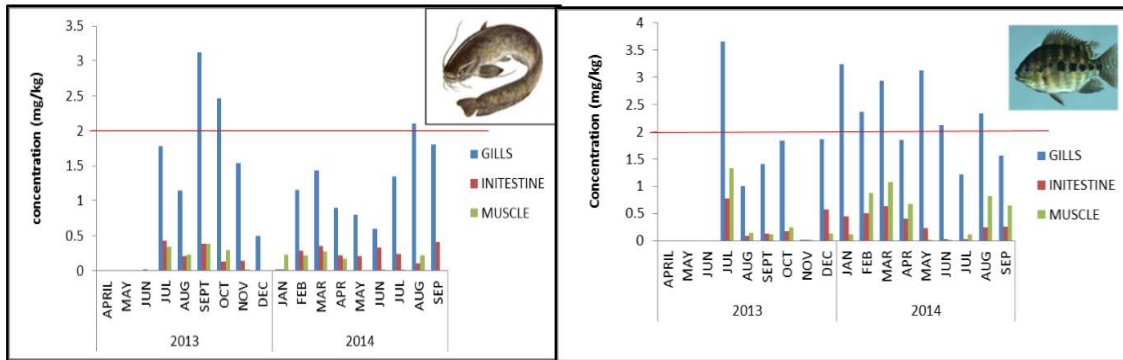 concentration (mg/kg)
3.5
3
2.5
2
1.5
1
0.5
0
APRIL MAY JUN JUL AUG SEPT OCT NOV DEC JAN FEB MAR APR MAY JUN JUL AUG SEP
2013 2014
GILLS
INITESTINE
MUSCLE
Concentration (mg/kg)
4
3.5
3
2.5
2
1.5
1
0.5
0
APRIL MAY JUN JUL AUG SEPT OCT NOV DEC JAN FEB MAR APR MAY JUN JUL AUG SEP
2013 2014
GILLS
INITESTINE
MUSCLE